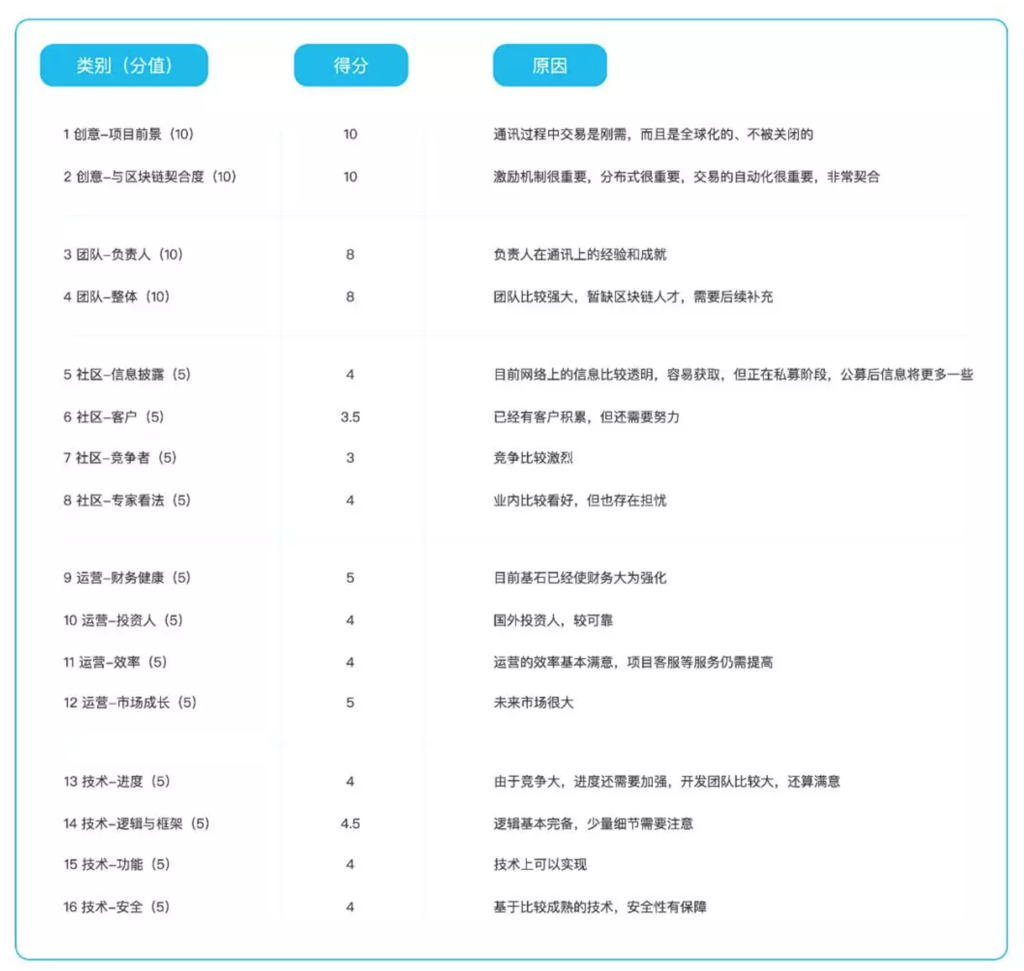 类别（分值） 得分 原因
1 创意-项目前景（10） 10 通讯过程中交易是刚需，而且是全球化的、不被关闭的
2 创意-与区块链契合度（10） 10 激励机制很重要，分布式很重要，交易的自动化很重要，非常契合
3 团队-负责人（10） 8 负责人在通讯上的经验和成就
4 团队-整体（10） 8 团队比较强大，暂缺区块链人才，需要后续补充
5 社区-信息披露（5） 4 目前网络上的信息比较透明，容易获取，但正在私募阶段，公募后信息将更多一些
6 社区-客户（5） 3.5 已经有客户积累，但还需要努力
7 社区-竞争者（5） 3 竞争比较激烈
8 社区-专家看法（5） 4 业内比较看好，但也存在担忧
9 运营-财务健康（5） 5 目前基石已经使财务大为强化
10 运营-投资人（5） 4 国外投资人，较可靠
11 运营-效率（5） 4 运营的效率基本满意，项目客服等服务仍需提高
12 运营-市场成长（5） 5 未来市场很大
13 技术-进度（5） 4 由于竞争大，进度还需要加强，开发团队比较大，还算满意
14 技术-逻辑与框架（5） 4.5 逻辑基本完备，少量细节需要注意
15 技术-功能（5） 4 技术上可以实现
16 技术-安全（5） 4 基于比较成熟的技术，安全性有保障